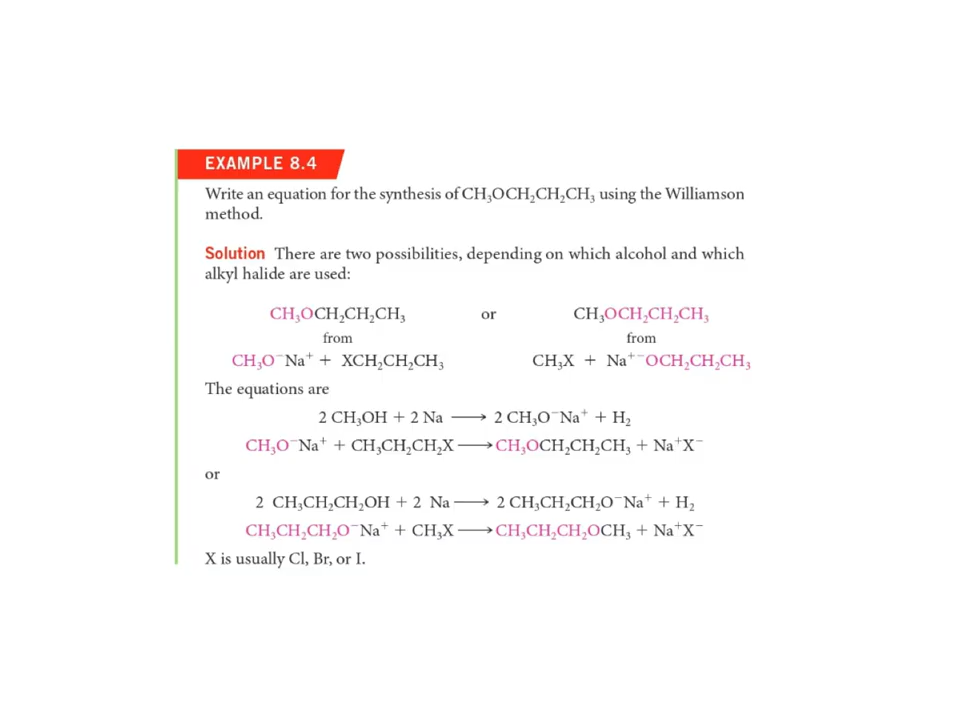 EXAMPLE 8.4
Write an equation for the synthesis of CH₃OCH₂CH₂CH₃ using the Williamson
method.
Solution There are two possibilities, depending on which alcohol and which
alkyl halide are used:
CH₃OCH₂CH₂CH₃ or CH₃OCH₂CH₂CH₃
from from
CH₃O⁻Na⁺ + XCH₂CH₂CH₃ CH₃X + Na⁺⁻OCH₂CH₂CH₃
The equations are
2 CH₃OH + 2 Na ⟶ 2 CH₃O⁻Na⁺ + H₂
CH₃O⁻Na⁺ + CH₃CH₂CH₂X ⟶ CH₃OCH₂CH₂CH₃ + Na⁺X⁻
or
2 CH₃CH₂CH₂OH + 2 Na ⟶ 2 CH₃CH₂CH₂O⁻Na⁺ + H₂
CH₃CH₂CH₂O⁻Na⁺ + CH₃X ⟶ CH₃CH₂CH₂OCH₃ + Na⁺X⁻
X is usually Cl, Br, or I.